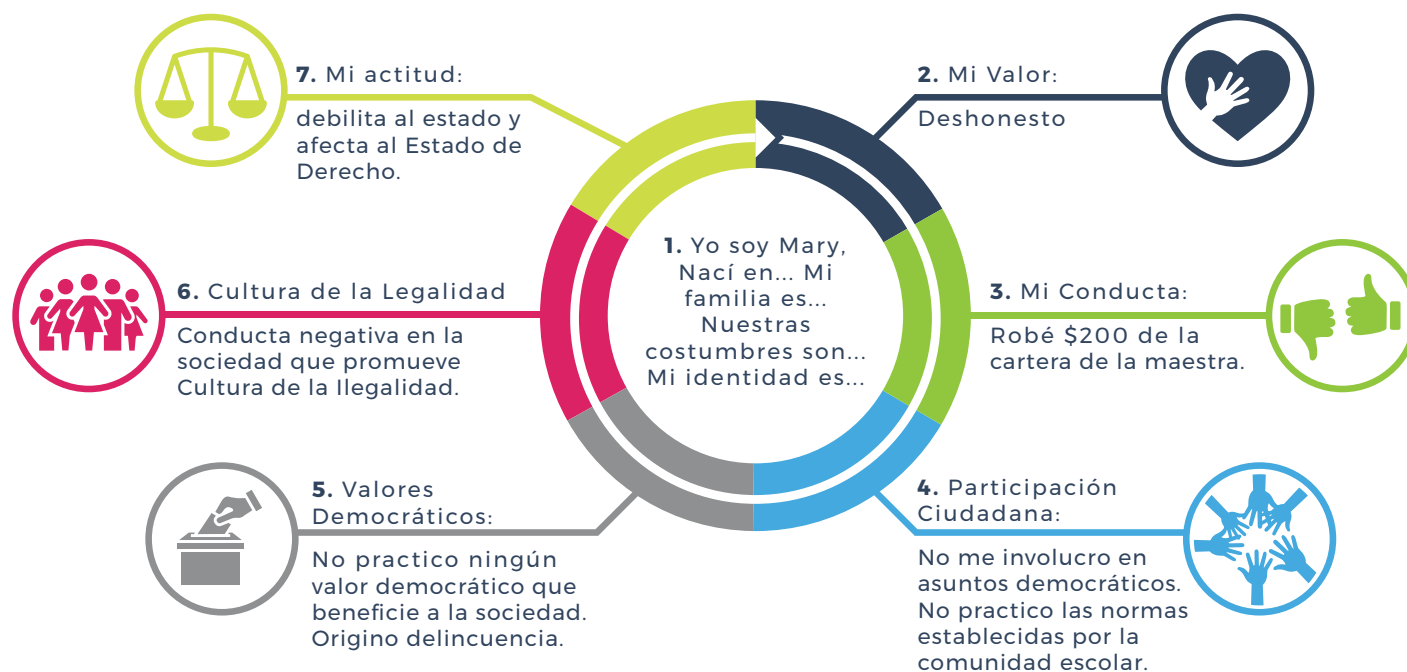 1. Yo soy Mary,
Nací en... Mi
familia es...
Nuestras
costumbres son...
Mi identidad es...
2. Mi Valor:
Deshonesto
3. Mi Conducta:
Robé $200 de la
cartera de la maestra.
4. Participación
Ciudadana:
No me involucro en
asuntos democráticos.
No practico las normas
establecidas por la
comunidad escolar.
5. Valores
Democráticos:
No practico ningún
valor democrático que
beneficie a la sociedad.
Origino delincuencia.
6. Cultura de la Legalidad
Conducta negativa en la
sociedad que promueve
Cultura de la Ilegalidad.
7. Mi actitud:
debilita al estado y
afecta al Estado de
Derecho.